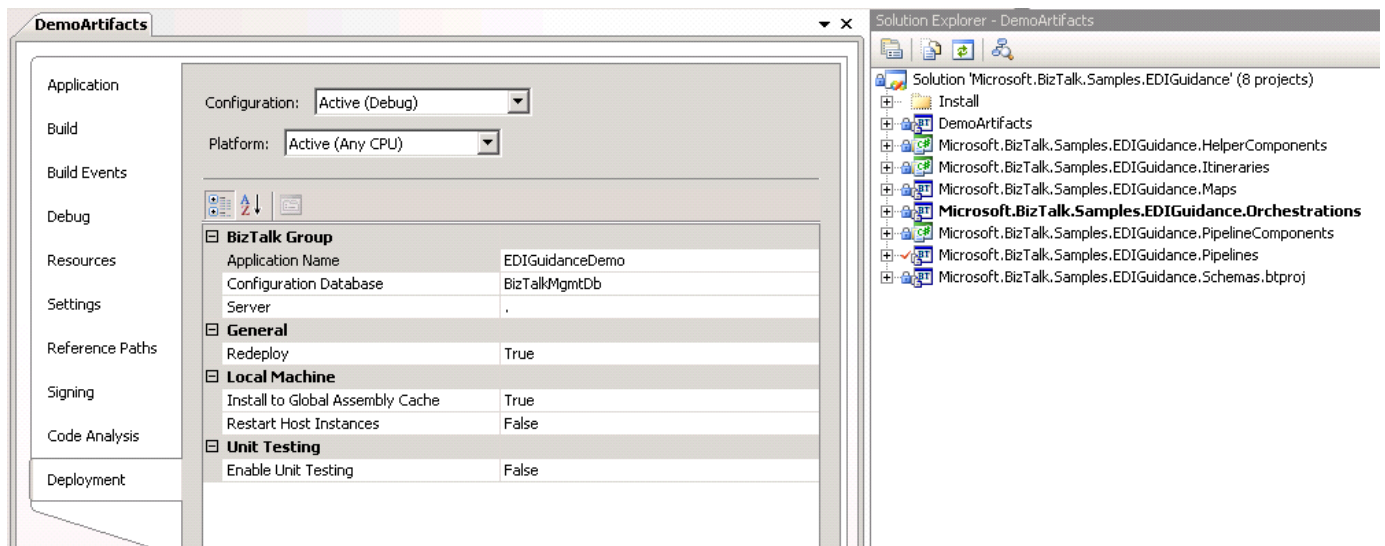 DemoArtifacts
Application
Build
Build Events
Debug
Resources
Settings
Reference Paths
Signing
Code Analysis
Deployment
Configuration: Active (Debug)
Platform: Active (Any CPU)
BizTalk Group
Application Name EDIGuidanceDemo
Configuration Database BizTalkMgmtDb
Server .
General
Redeploy True
Local Machine
Install to Global Assembly Cache True
Restart Host Instances False
Unit Testing
Enable Unit Testing False
Solution Explorer - DemoArtifacts
Solution 'Microsoft.BizTalk.Samples.EDIGuidance' (8 projects)
Install
DemoArtifacts
Microsoft.BizTalk.Samples.EDIGuidance.HelperComponents
Microsoft.BizTalk.Samples.EDIGuidance.Itineraries
Microsoft.BizTalk.Samples.EDIGuidance.Maps
Microsoft.BizTalk.Samples.EDIGuidance.Orchestrations
Microsoft.BizTalk.Samples.EDIGuidance.PipelineComponents
Microsoft.BizTalk.Samples.EDIGuidance.Pipelines
Microsoft.BizTalk.Samples.EDIGuidance.Schemas.btproj